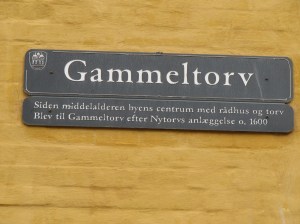 Gammeltorv
Siden middelalderen byens centrum med rådhus og torv
Blev til Gammeltorv efter Nytorvs anlæggelse o. 1600